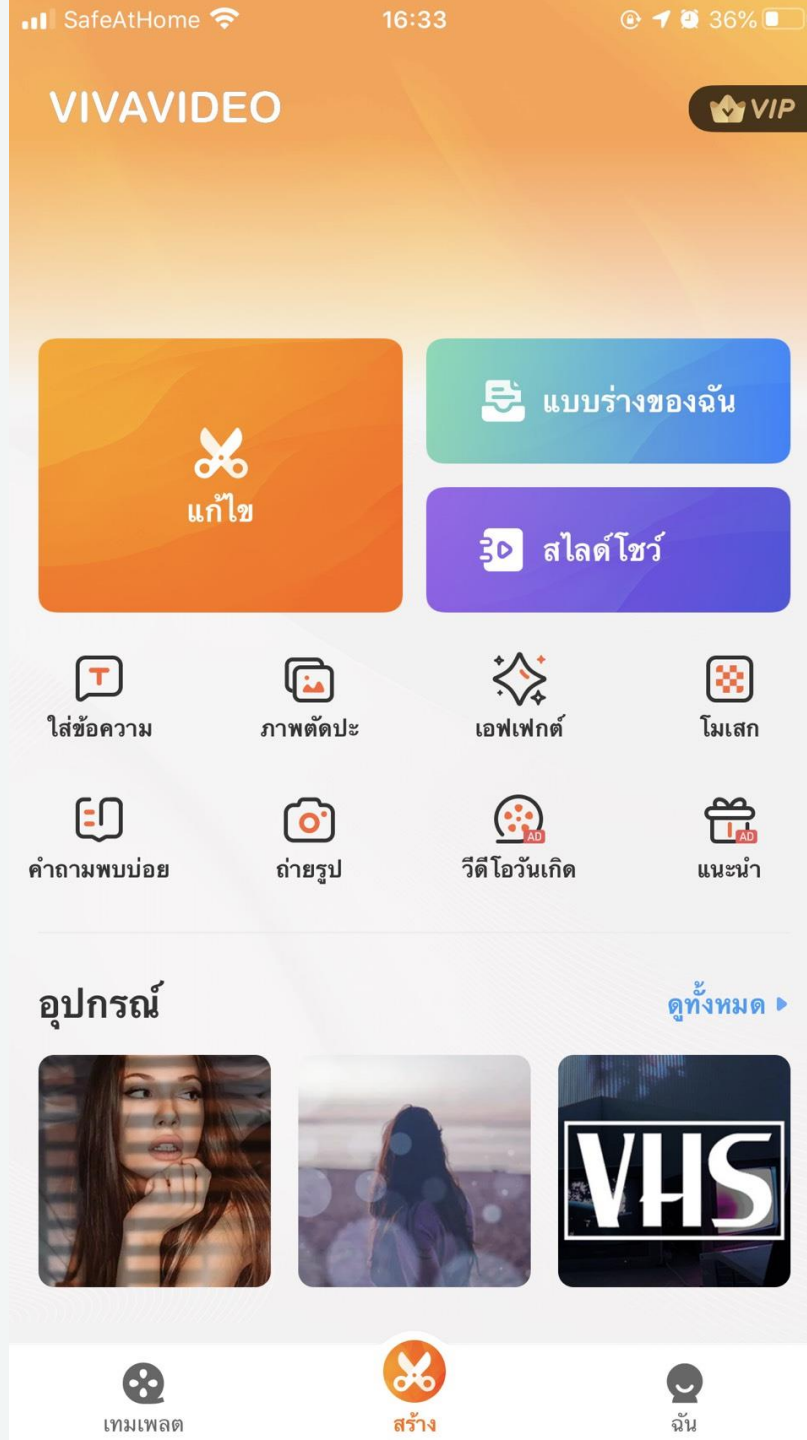 SafeAtHome 16:33 36%
VIVAVIDEO VIP
แบบร่างของฉัน
แก้ไข
สไลด์โชว์
ใส่ข้อความ ภาพตัดปะ เอฟเฟกต์ โมเสก
AD AD
คำถามพบบ่อย ถ่ายรูป วีดีโอวันเกิด แนะนำ
อุปกรณ์ ดูทั้งหมด
VHS
เทมเพลต สร้าง ฉัน